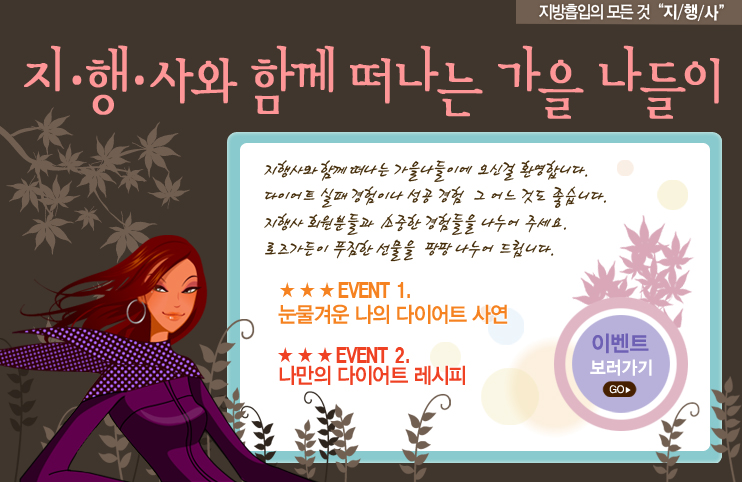 지방흡입의 모든 것 “지/행/사”
지·행·사와 함께 떠나는 가을 나들이
지행사와 함께 떠나는 가을나들이에 오신걸 환영합니다.
다이어트 실패 경험이나 성공 경험 그 어느 것도 좋습니다.
지행사 회원분들과 소중한 경험들을 나누어 주세요.
로즈가든이 푸짐한 선물을 팡팡 나누어 드립니다.
★★★EVENT 1.
눈물겨운 나의 다이어트 사연
★★★EVENT 2.
나만의 다이어트 레시피
이벤트
보러가기
GO▶